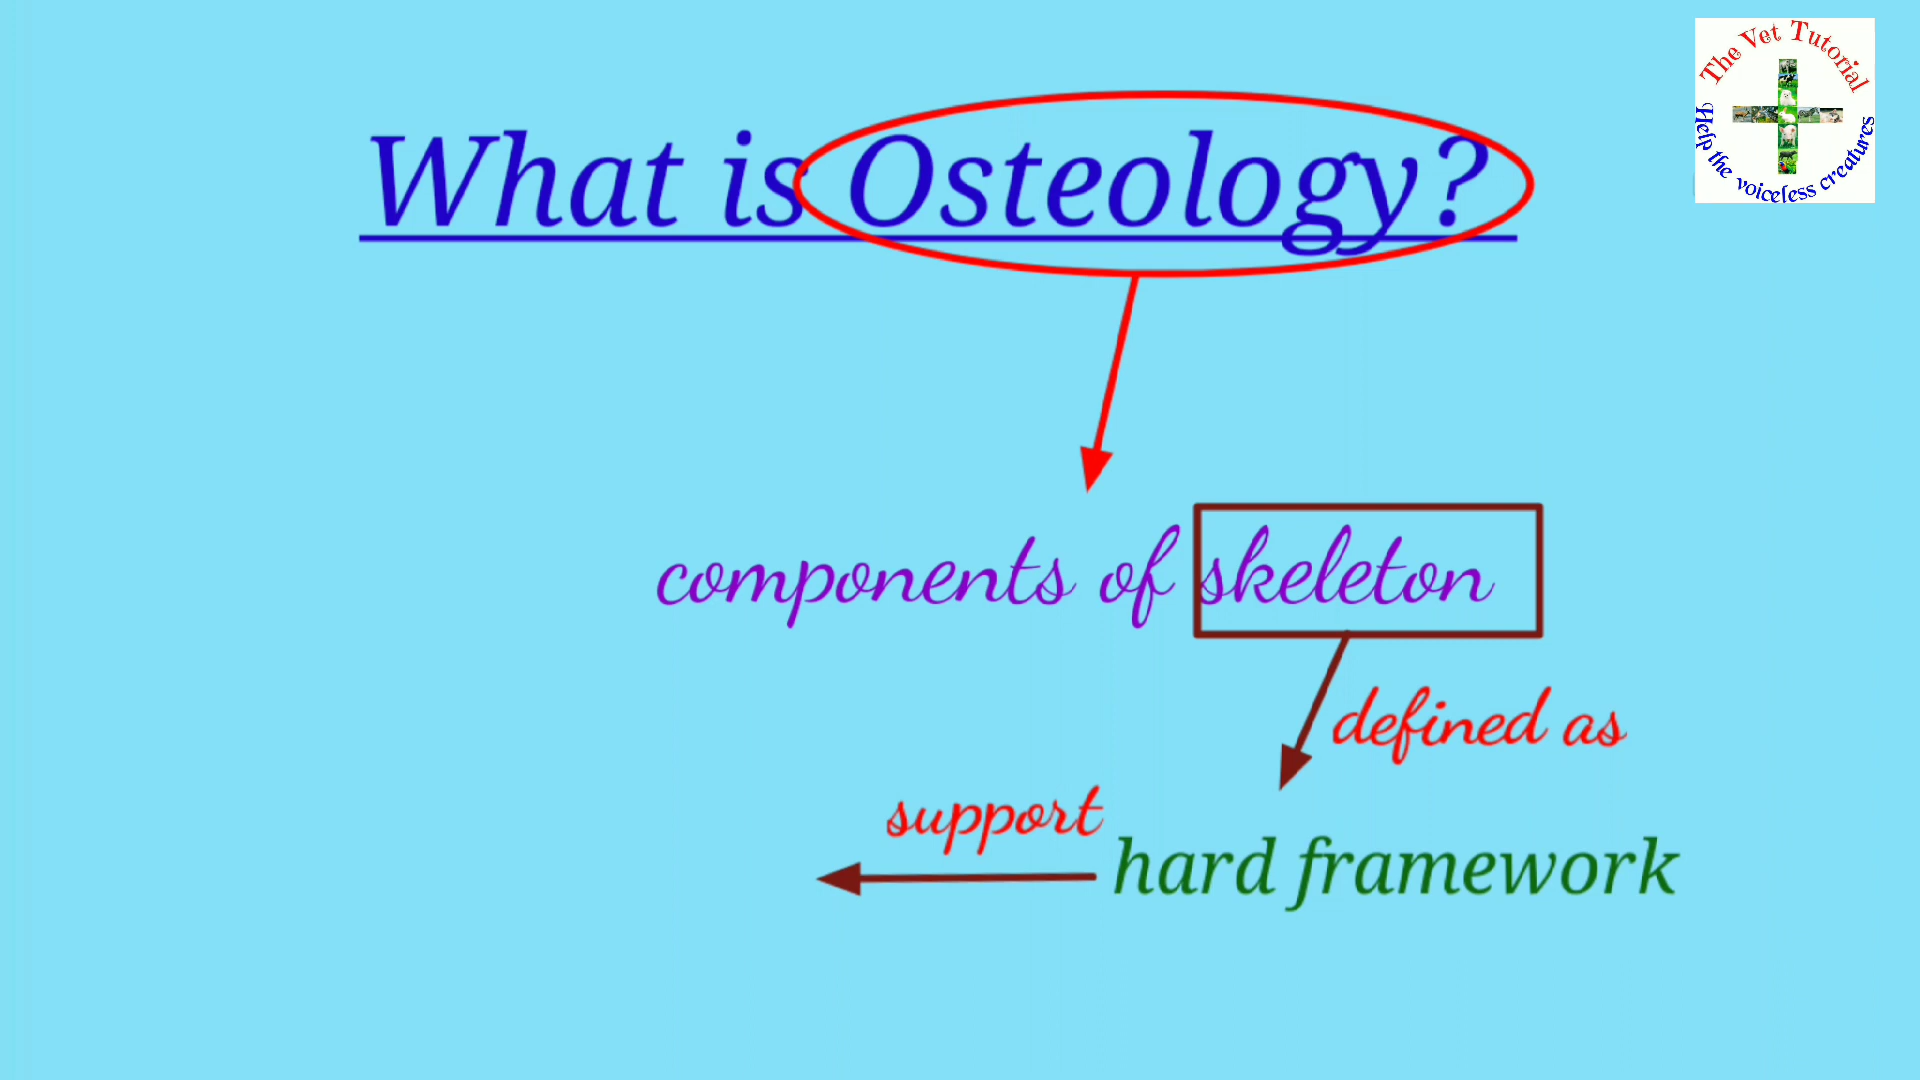 The Vet Tutorial
Help the voiceless creatures
What is Osteology?
components of skeleton
defined as
support
hard framework